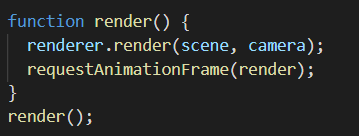 function render() {
  renderer.render(scene, camera);
  requestAnimationFrame(render);
}
render();